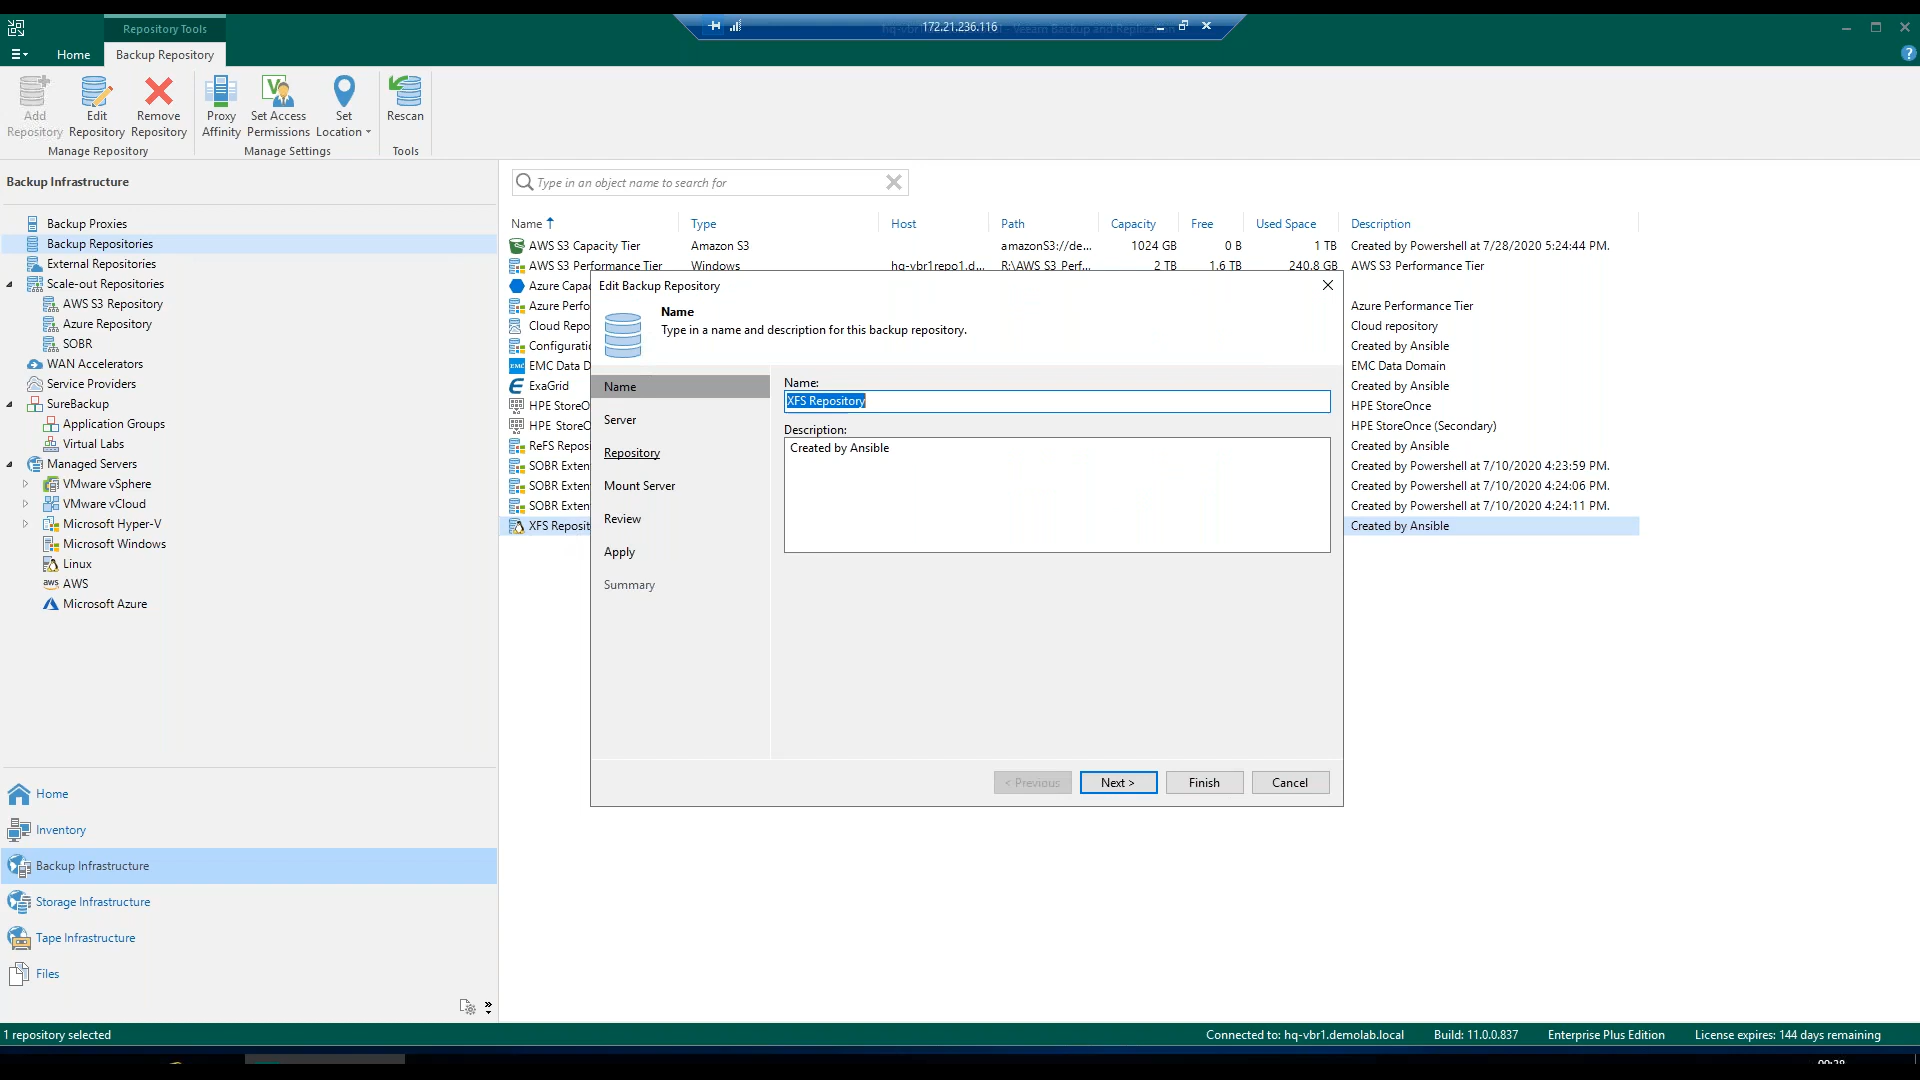 Repository Tools
172.21.236.116
Home
Backup Repository
Add Repository
Edit Repository
Remove Repository
Proxy Affinity
Set Access Permissions
Set Location
Rescan
Manage Repository
Manage Settings
Tools
Backup Infrastructure
Backup Proxies
Backup Repositories
External Repositories
Scale-out Repositories
AWS S3 Repository
Azure Repository
SOBR
WAN Accelerators
Service Providers
SureBackup
Application Groups
Virtual Labs
Managed Servers
VMware vSphere
VMware vCloud
Microsoft Hyper-V
Microsoft Windows
Linux
aws AWS
Microsoft Azure
Home
Inventory
Backup Infrastructure
Storage Infrastructure
Tape Infrastructure
Files
Type in an object name to search for
Name Type Host Path Capacity Free Used Space Description
AWS S3 Capacity Tier Amazon S3 amazonS3://de... 1024 GB 0 B 1 TB Created by Powershell at 7/28/2020 5:24:44 PM.
AWS S3 Performance Tier Windows hq-vbr1repo1.d... R:\AWS S3 Perf... 2 TB 1.6 TB 240.8 GB AWS S3 Performance Tier
Azure Capa
Azure Perfo Azure Performance Tier
Cloud Repo Cloud repository
Configurati Created by Ansible
EMC Data D EMC Data Domain
ExaGrid Created by Ansible
HPE StoreO HPE StoreOnce
HPE StoreO HPE StoreOnce (Secondary)
ReFS Repos Created by Ansible
SOBR Exten Created by Powershell at 7/10/2020 4:23:59 PM.
SOBR Exten Created by Powershell at 7/10/2020 4:24:06 PM.
SOBR Exten Created by Powershell at 7/10/2020 4:24:11 PM.
XFS Reposit Created by Ansible
Edit Backup Repository
Name
Type in a name and description for this backup repository.
Name
Server
Repository
Mount Server
Review
Apply
Summary
Name:
XFS Repository
Description:
Created by Ansible
< Previous
Next >
Finish
Cancel
1 repository selected
Connected to: hq-vbr1.demolab.local
Build: 11.0.0.837
Enterprise Plus Edition
License expires: 144 days remaining